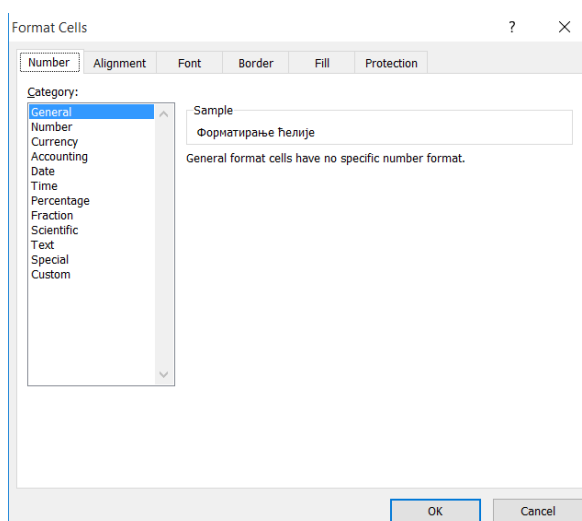 Format Cells ? ×
Number Alignment Font Border Fill Protection
Category:
General
Number
Currency
Accounting
Date
Time
Percentage
Fraction
Scientific
Text
Special
Custom
Sample
Форматирање ћелије
General format cells have no specific number format.
OK Cancel